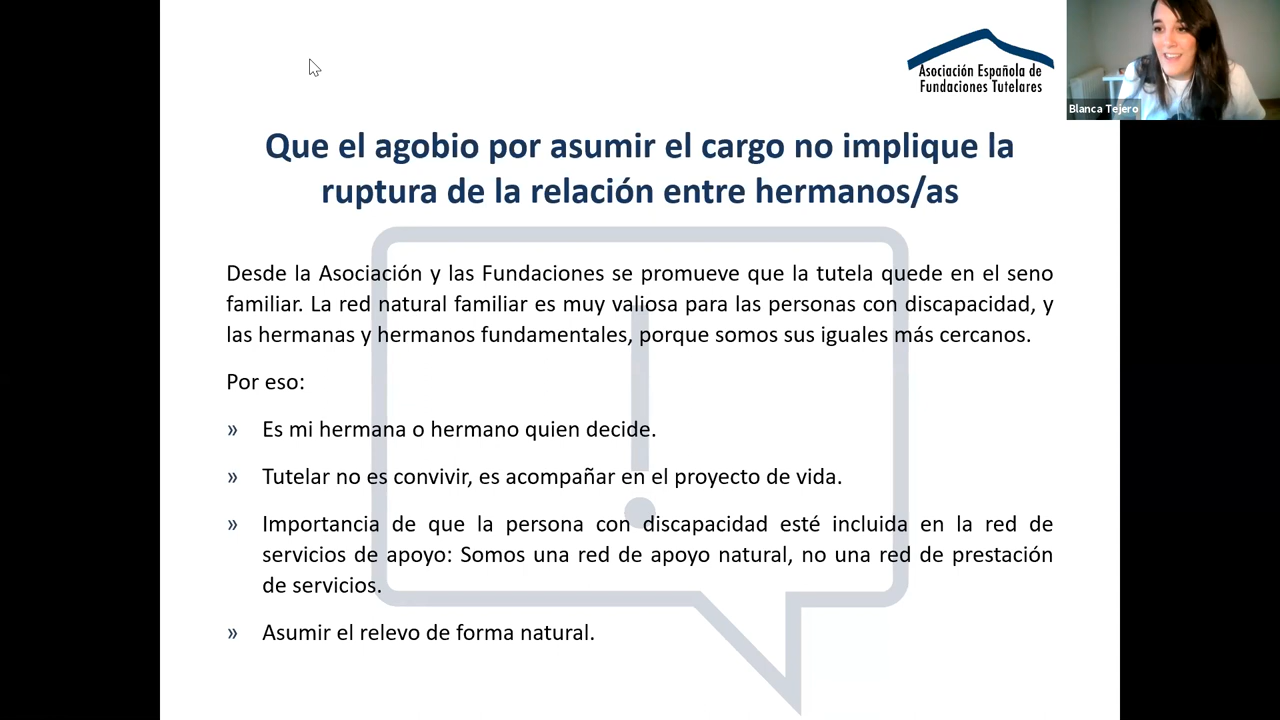 Asociación Española de
Fundaciones Tutelares
Blanca Tejero
Que el agobio por asumir el cargo no implique la
ruptura de la relación entre hermanos/as
Desde la Asociación y las Fundaciones se promueve que la tutela quede en el seno
familiar. La red natural familiar es muy valiosa para las personas con discapacidad, y
las hermanas y hermanos fundamentales, porque somos sus iguales más cercanos.
Por eso:
» Es mi hermana o hermano quien decide.
» Tutelar no es convivir, es acompañar en el proyecto de vida.
» Importancia de que la persona con discapacidad esté incluida en la red de
servicios de apoyo: Somos una red de apoyo natural, no una red de prestación
de servicios.
» Asumir el relevo de forma natural.